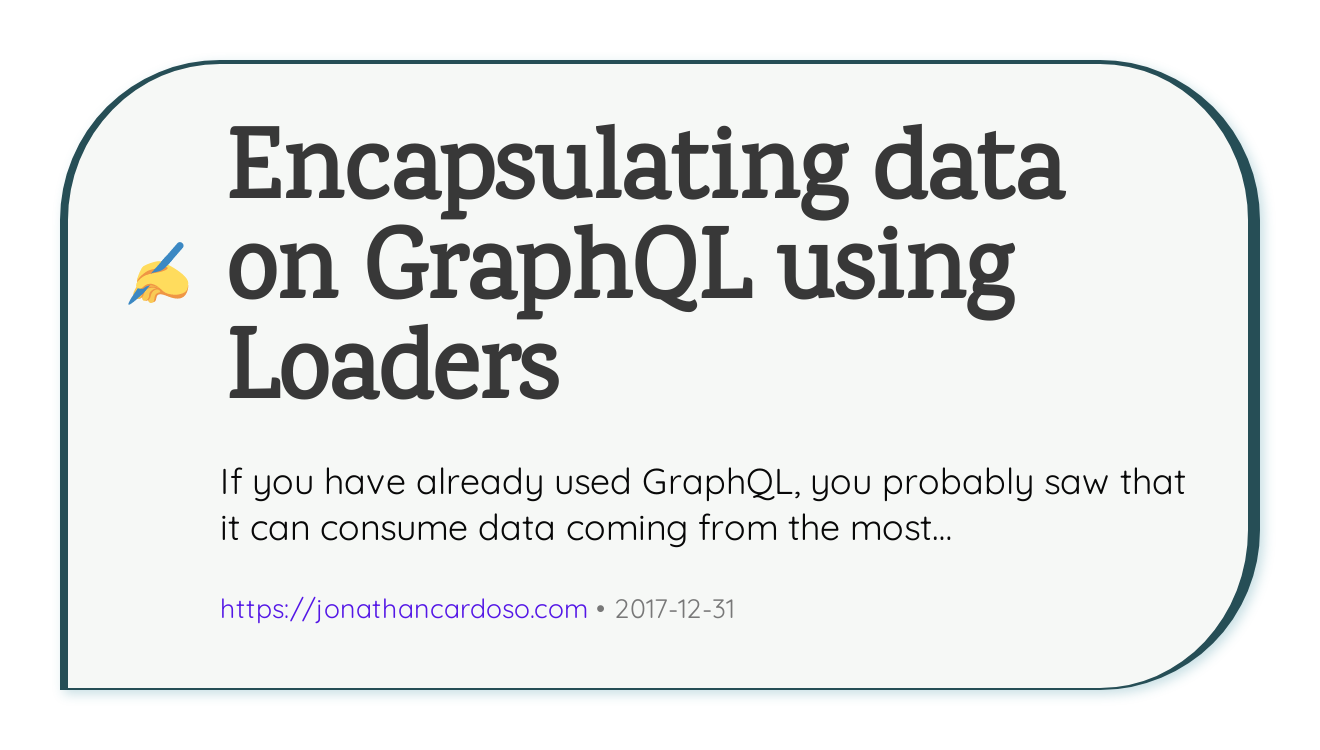 Encapsulating data
on GraphQL using
Loaders
If you have already used GraphQL, you probably saw that
it can consume data coming from the most...
https://jonathancardoso.com • 2017-12-31